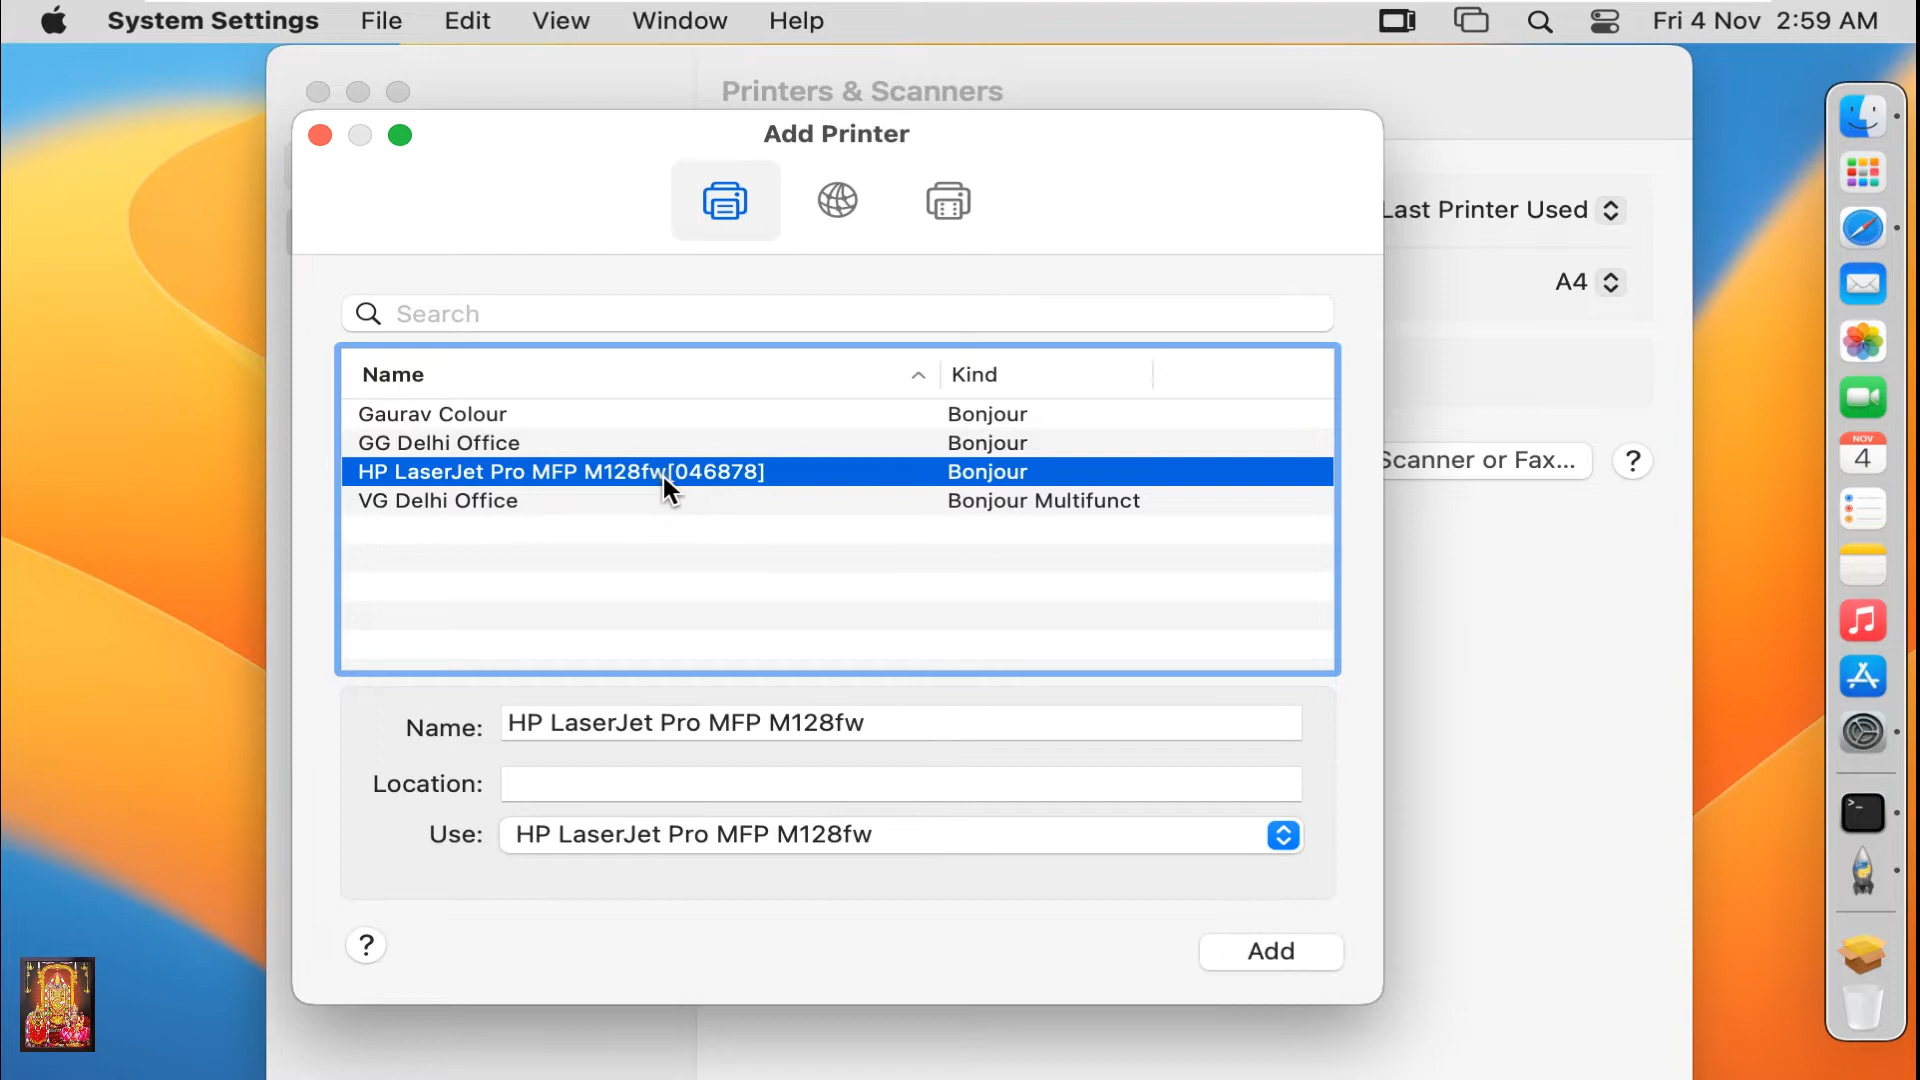 System Settings File Edit View Window Help Fri 4 Nov 2:59 AM
Printers & Scanners
Add Printer
Last Printer Used
A4
Search
Name Kind
Gaurav Colour Bonjour
GG Delhi Office Bonjour
HP LaserJet Pro MFP M128fw[046878] Bonjour
VG Delhi Office Bonjour Multifunct
Scanner or Fax... ?
NOV
4
Name: HP LaserJet Pro MFP M128fw
Location:
Use: HP LaserJet Pro MFP M128fw
>_
? Add